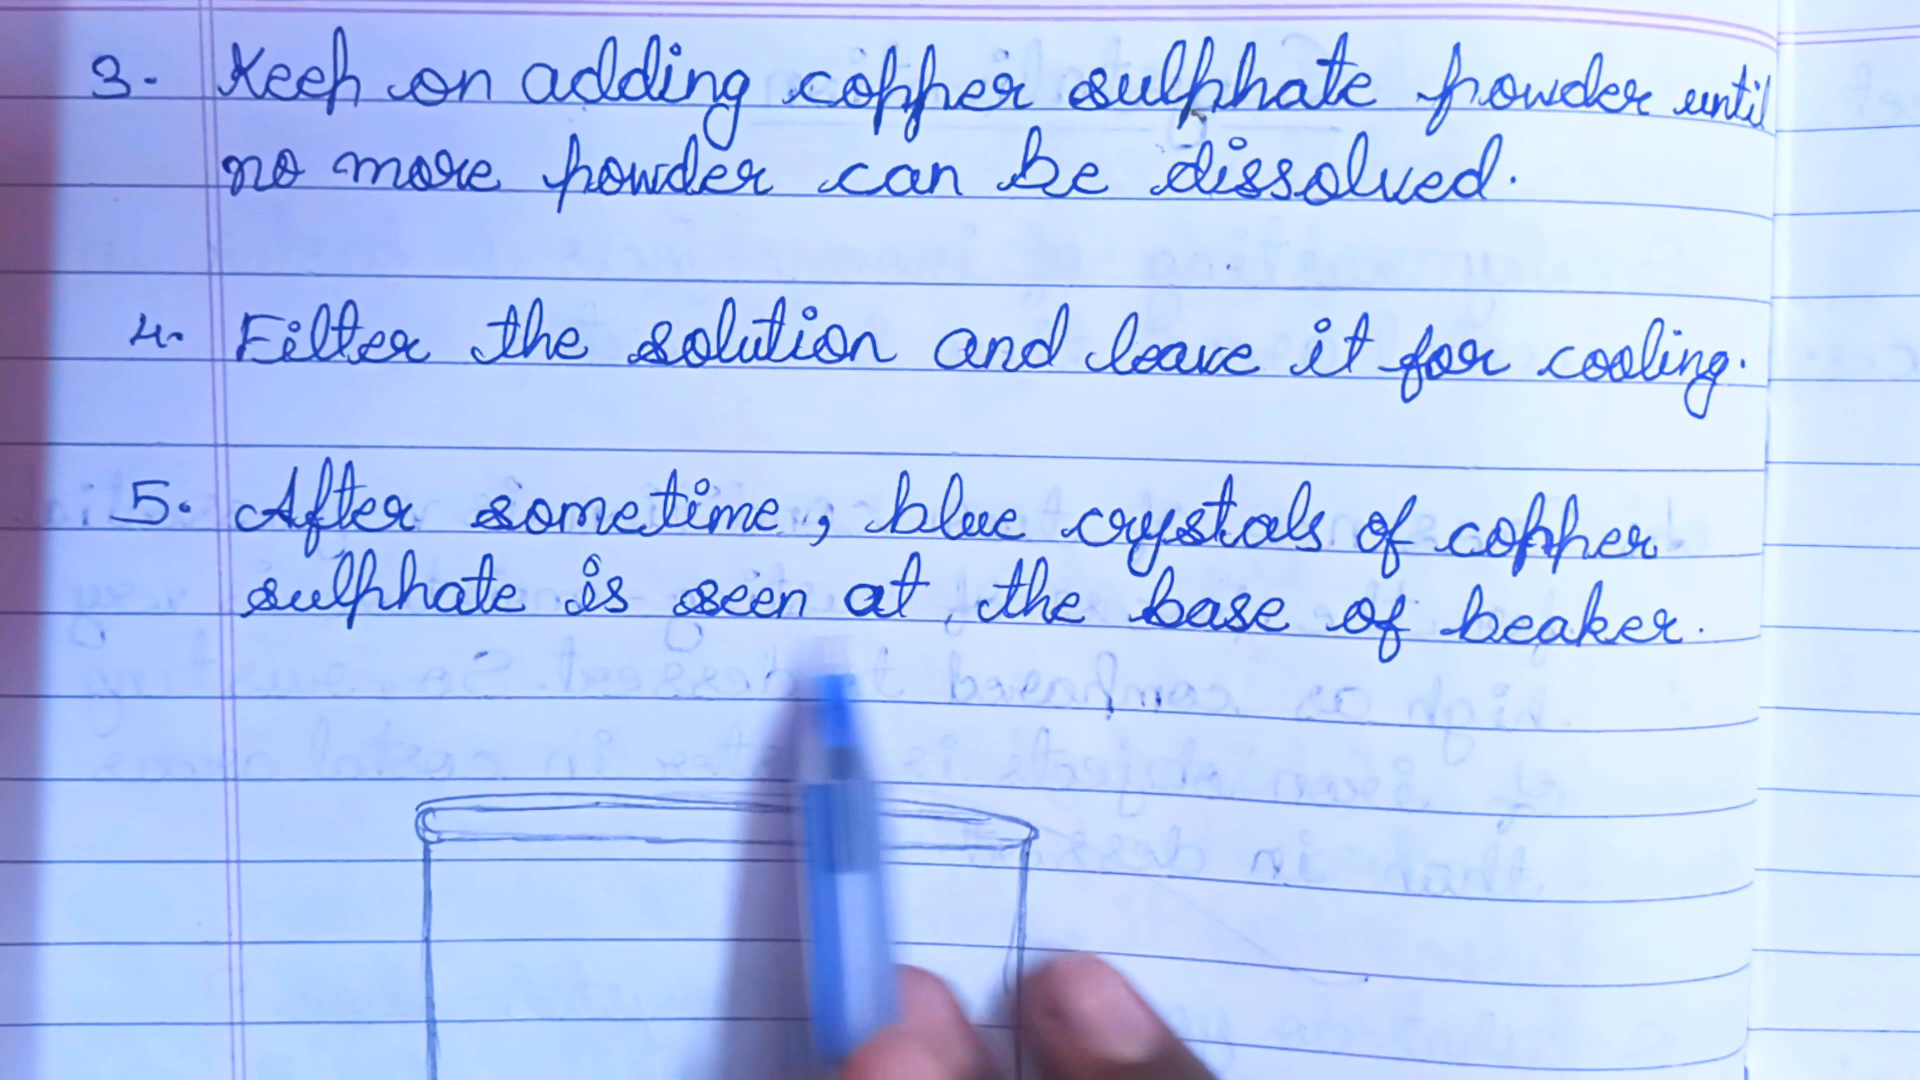 3. Keep on adding copper sulphate powder until
no more powder can be dissolved.
4. Filter the solution and leave it for cooling.
5. After sometime, blue crystals of copper
sulphate is seen at the base of beaker.